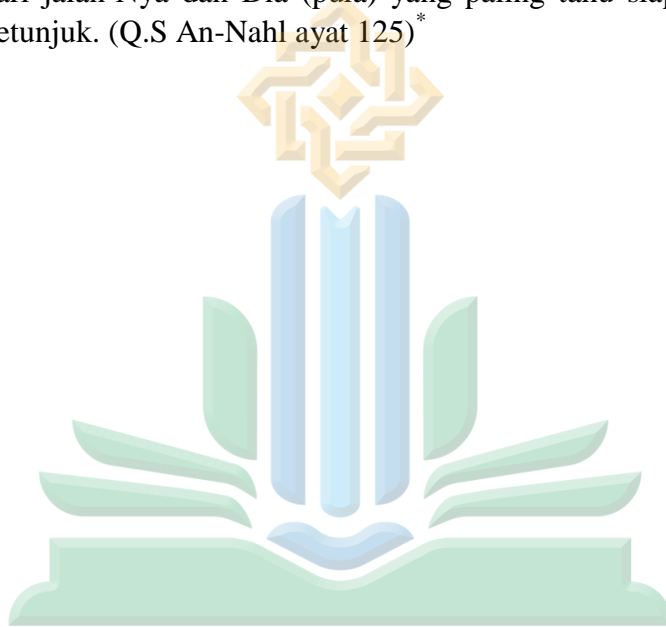 ari jalan-Nya dan Dia (pula) yang paling tahu siap
etunjuk. (Q.S An-Nahl ayat 125)*